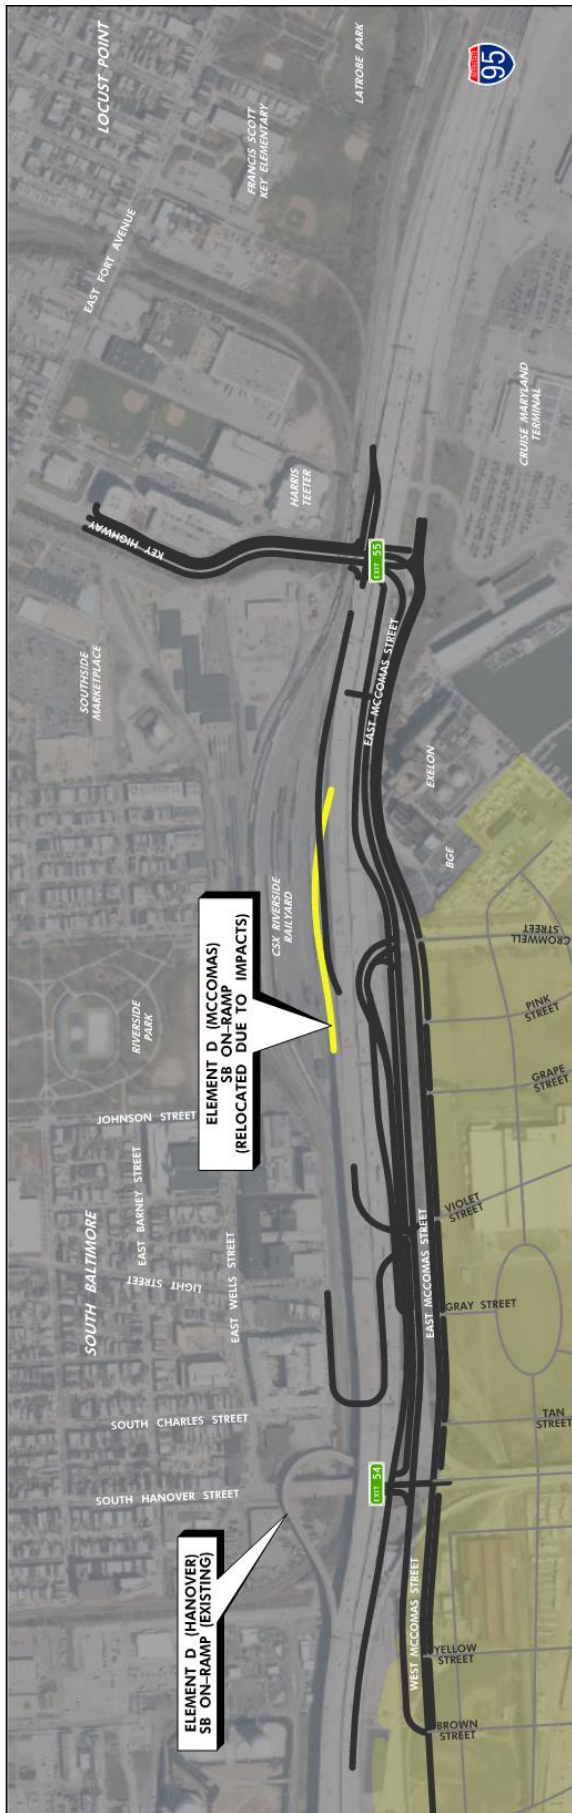 LOCUST POINT
LATROBE PARK
INTERSTATE
95
FRANCIS SCOTT
KEY ELEMENTARY
EAST FORT AVENUE
CRUISE MARYLAND
TERMINAL
HARRIS
TEETER
KEY HIGHWAY
EXIT 55
SOUTHSIDE
MARKETPLACE
EAST MCCOMAS STREET
EXELON
BGE
CSX RIVERSIDE
RAILYARD
CROMWELL
STREET
ELEMENT D (MCCOMAS)
SB ON-RAMP
(RELOCATED DUE TO IMPACTS)
RIVERSIDE
PARK
PINK
STREET
GRAPE
STREET
JOHNSON STREET
EAST BARNEY STREET
VIOLET
STREET
SOUTH BALTIMORE
LIGHT STREET
EAST WELLS STREET
EAST MCCOMAS STREET
GRAY STREET
SOUTH CHARLES STREET
TAN
STREET
SOUTH HANOVER STREET
EXIT 54
ELEMENT D (HANOVER)
SB ON-RAMP (EXISTING)
WEST MCCOMAS STREET
YELLOW
STREET
BROWN
STREET